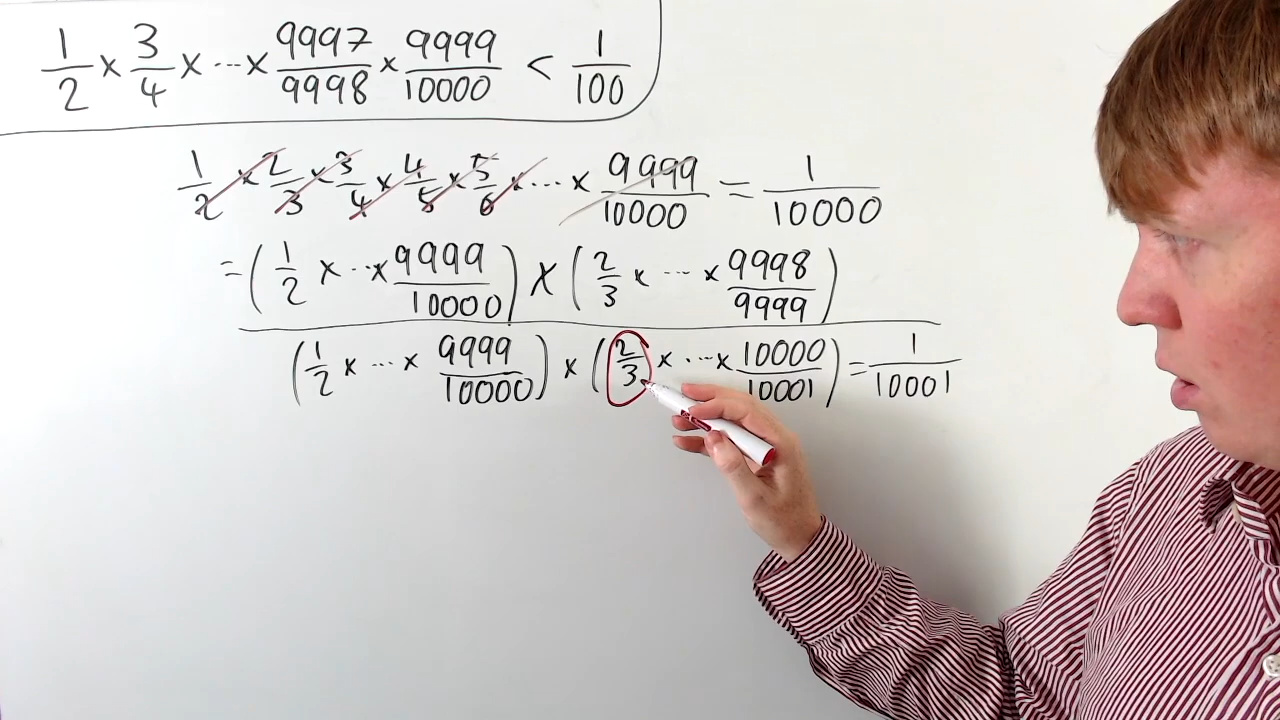 1/2 × 3/4 × ⋯ × 9997/9998 × 9999/10000 < 1/100
1/2 × 2/3 × 3/4 × 4/5 × 5/6 × ⋯ × 9999/10000 = 1/10000
= (1/2 × ⋯ × 9999/10000) × (2/3 × ⋯ × 9998/9999)
(1/2 × ⋯ × 9999/10000) × (2/3 × ⋯ × 10000/10001) = 1/10001